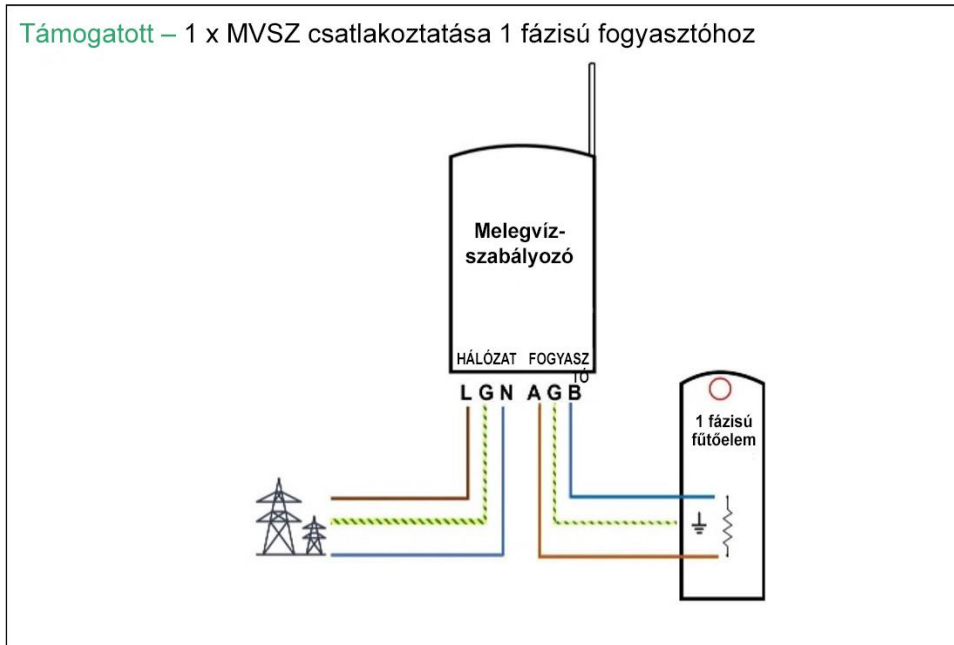 Támogatott – 1 x MVSZ csatlakoztatása 1 fázisú fogyasztóhoz
Melegvíz-
szabályozó
HÁLÓZAT FOGYASZ
TÓ
L G N A G B
1 fázisú
fűtőelem